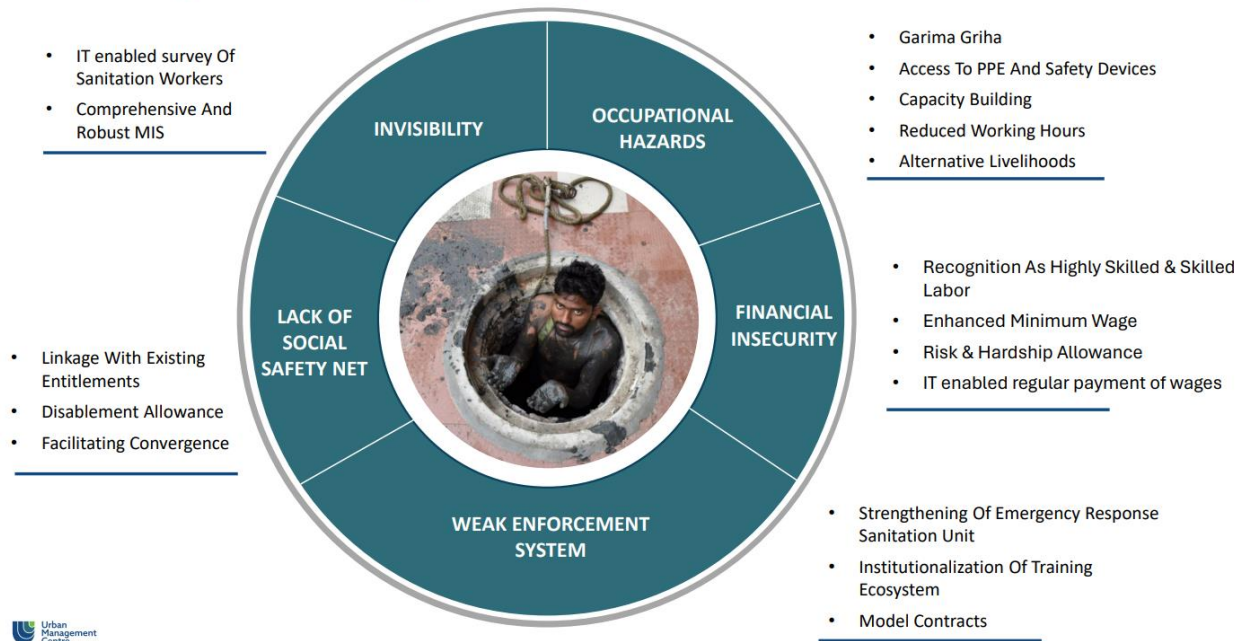 IT enabled survey Of
Sanitation Workers
Comprehensive And
Robust MIS
INVISIBILITY
OCCUPATIONAL
HAZARDS
Garima Griha
Access To PPE And Safety Devices
Capacity Building
Reduced Working Hours
Alternative Livelihoods
LACK OF
SOCIAL
SAFETY NET
FINANCIAL
INSECURITY
Recognition As Highly Skilled & Skilled
Labor
Enhanced Minimum Wage
Risk & Hardship Allowance
IT enabled regular payment of wages
Linkage With Existing
Entitlements
Disablement Allowance
Facilitating Convergence
WEAK ENFORCEMENT
SYSTEM
Strengthening Of Emergency Response
Sanitation Unit
Institutionalization Of Training
Ecosystem
Model Contracts
Urban
Management
Centre